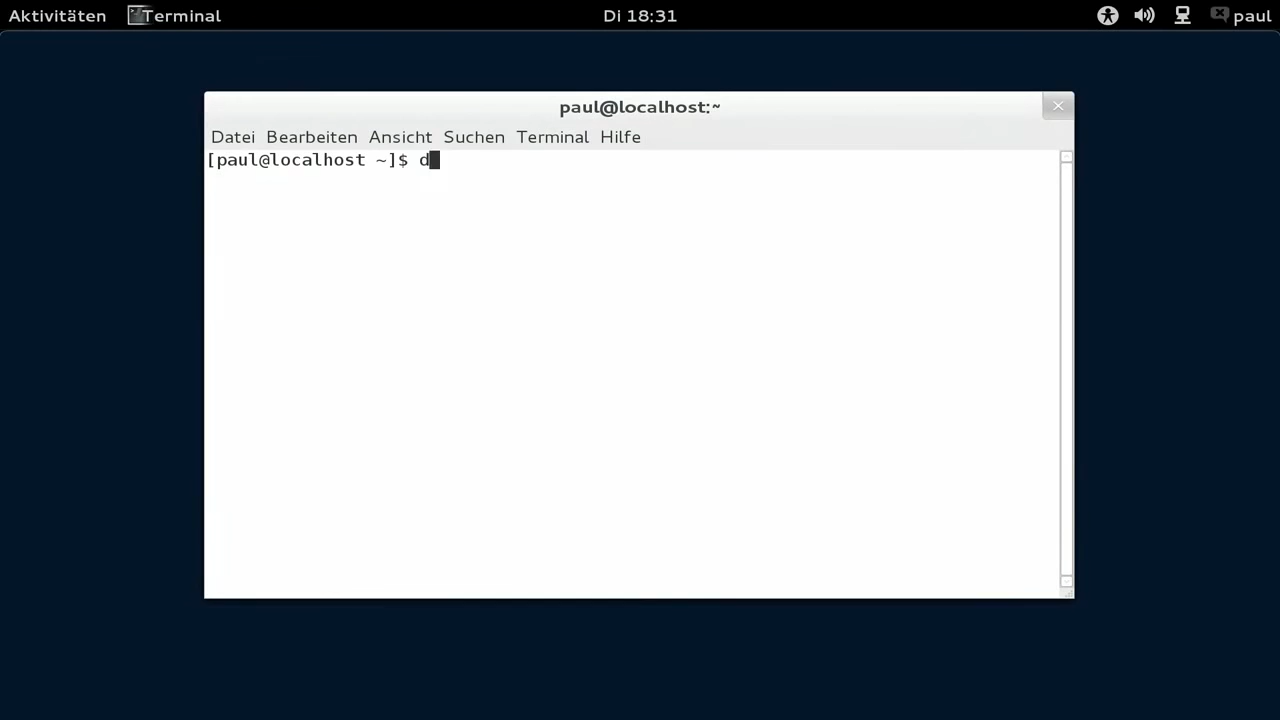 Aktivitäten Terminal Di 18:31 paul
paul@localhost:~
Datei Bearbeiten Ansicht Suchen Terminal Hilfe
[paul@localhost ~]$ d